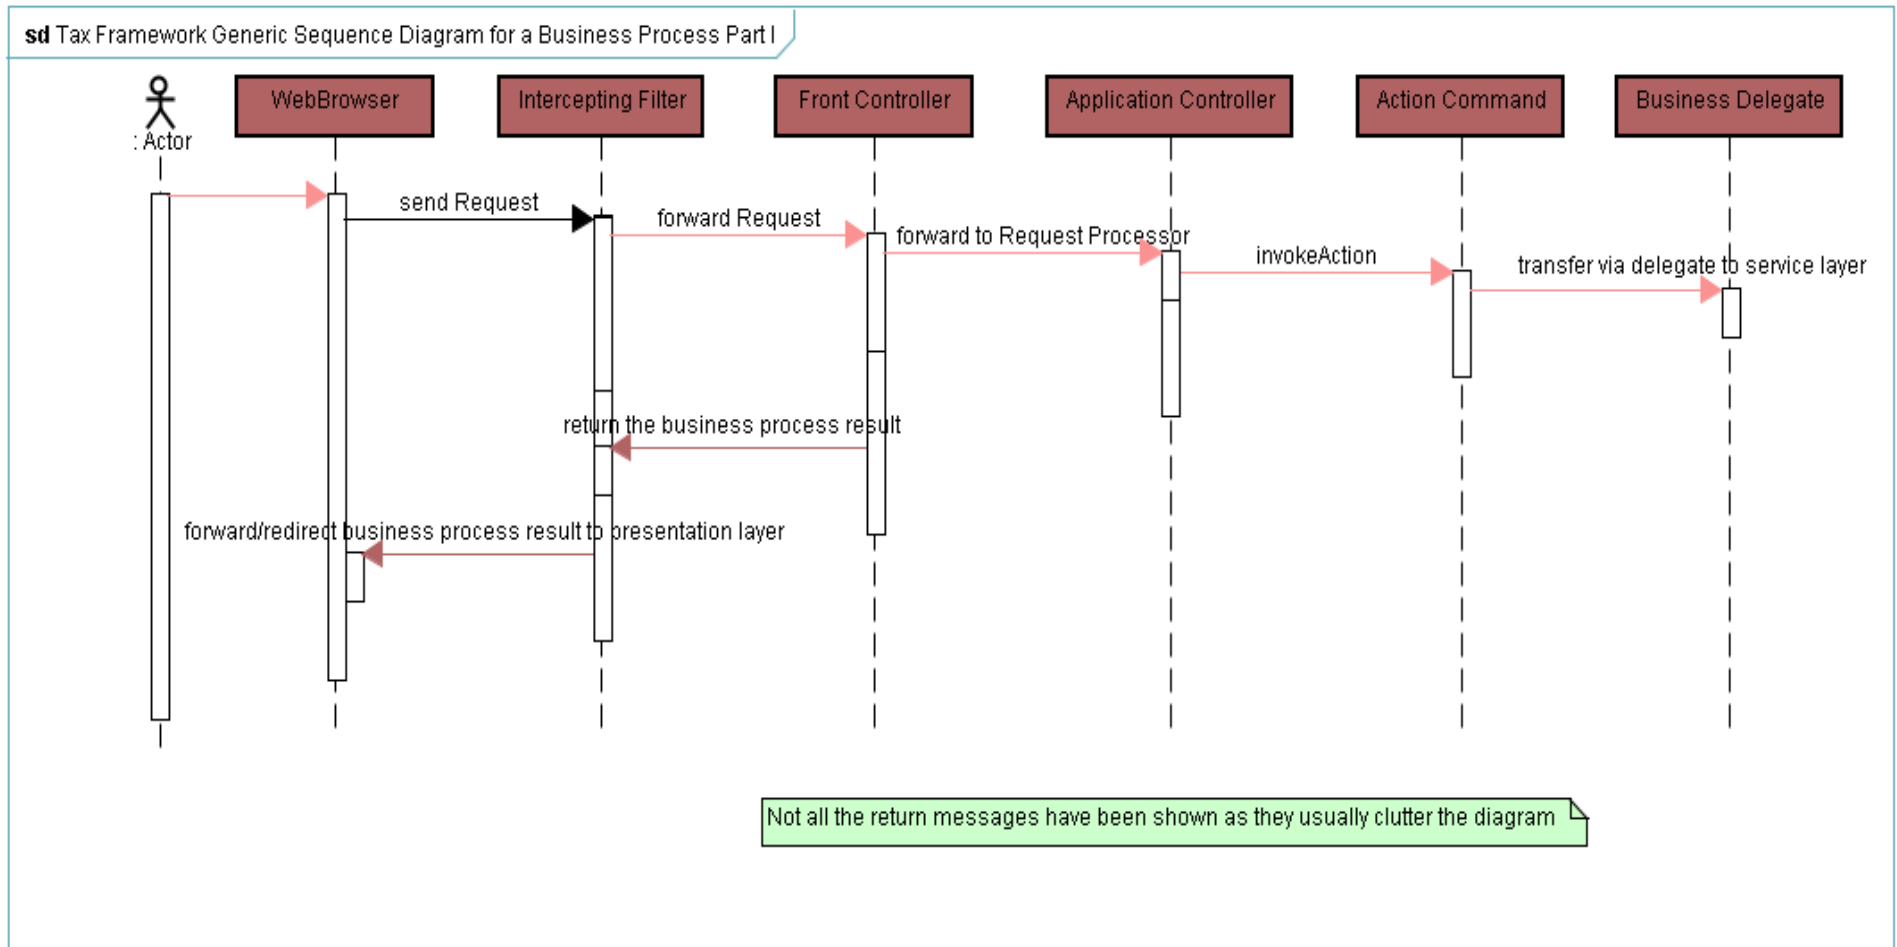 sd Tax Framework Generic Sequence Diagram for a Business Process Part I
: Actor
WebBrowser
Intercepting Filter
Front Controller
Application Controller
Action Command
Business Delegate
send Request
forward Request
forward to Request Processor
invokeAction
transfer via delegate to service layer
return the business process result
forward/redirect business process result to presentation layer
Not all the return messages have been shown as they usually clutter the diagram